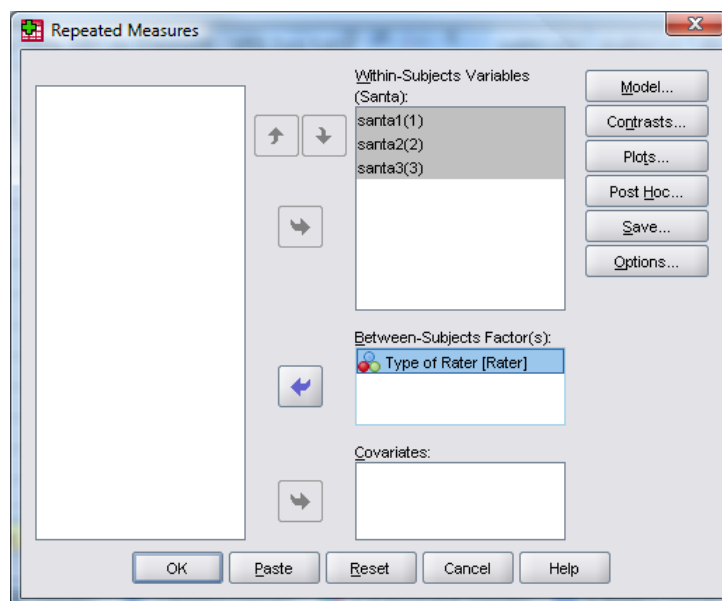 Repeated Measures
Within-Subjects Variables
(Santa):
santa1(1)
santa2(2)
santa3(3)
Model...
Contrasts...
Plots...
Post Hoc...
Save...
Options...
Between-Subjects Factor(s):
Type of Rater [Rater]
Covariates:
OK
Paste
Reset
Cancel
Help